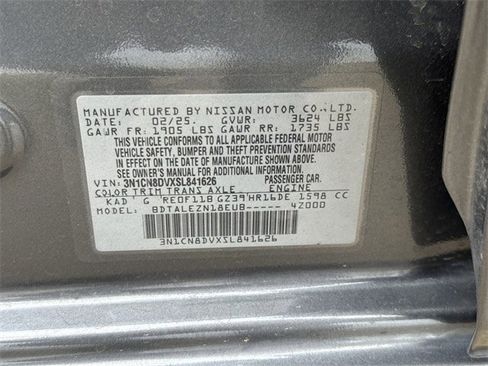 MANUFACTURED BY NISSAN MOTOR CO.,LTD.
DATE: 02/25. GVWR: 3624 LBS
GAWR FR: 1905 LBS GAWR RR: 1735 LBS
THIS VEHICLE CONFORMS TO ALL APPLICABLE FEDERAL MOTOR
VEHICLE SAFETY, BUMPER AND THEFT PREVENTION STANDARDS
IN EFFECT ON THE DATE OF MANUFACTURE SHOWN ABOVE.
SEE OWNER'S MANUAL FOR ADDITIONAL INFORMATION.
VIN: 3N1CN8DVXSL841626 PASSENGER CAR.
COLOR TRIM TRANS AXLE ENGINE
KAD G RE0F11B GZ39 HR16DE 1598 CC
MODEL: BDTALEZN18EUB----- 4Z000
3N1CN8DVXSL841626